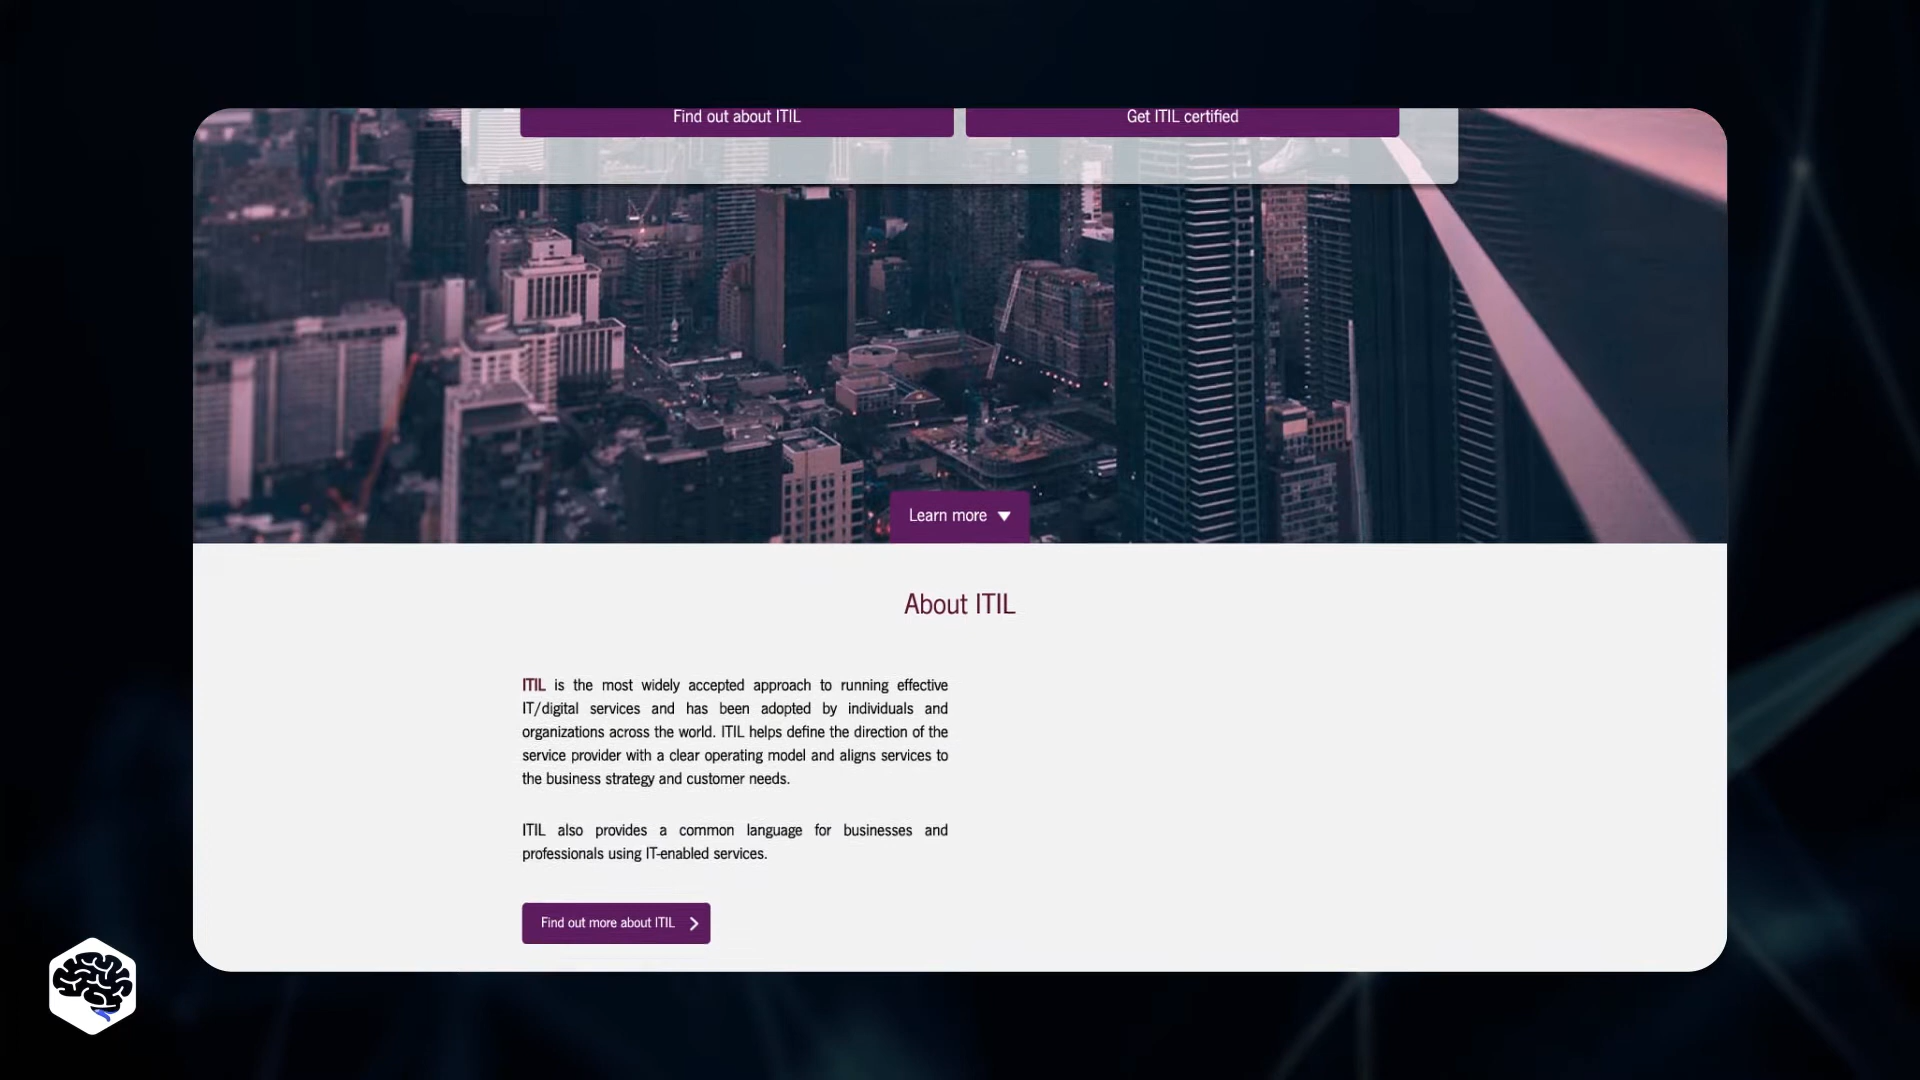 Find out about ITIL
Get ITIL certified
Learn more
About ITIL
ITIL is the most widely accepted approach to running effective
IT/digital services and has been adopted by individuals and
organizations across the world. ITIL helps define the direction of the
service provider with a clear operating model and aligns services to
the business strategy and customer needs.
ITIL also provides a common language for businesses and
professionals using IT-enabled services.
Find out more about ITIL